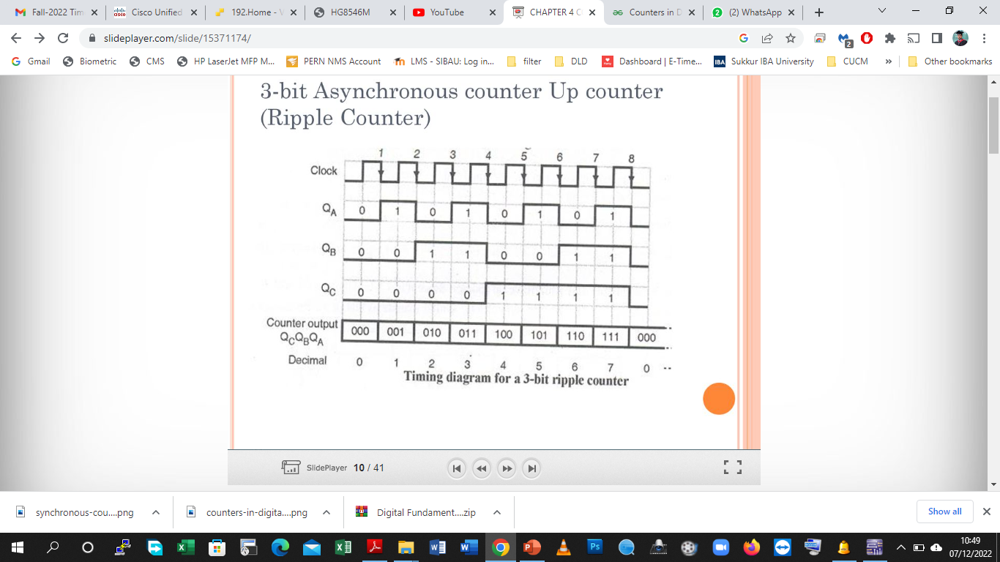 Fall-2022 Tim
Cisco Unified
192.Home - V
HG8546M
YouTube
CHAPTER 4 C
Counters in D
(2) WhatsApp
slideplayer.com/slide/15371174/
2
Gmail
Biometric
CMS
HP LaserJet MFP M...
PERN NMS Account
LMS - SIBAU: Log in...
filter
DLD
Dashboard | E-Time...
Sukkur IBA University
CUCM
»
Other bookmarks
3-bit Asynchronous counter Up counter
(Ripple Counter)
1 2 3 4 5 6 7 8
Clock
QA 0 1 0 1 0 1 0 1
QB 0 0 1 1 0 0 1 1
QC 0 0 0 0 1 1 1 1
Counter output
QCQBQA
000 001 010 011 100 101 110 111 000
Decimal 0 1 2 3 4 5 6 7 0
Timing diagram for a 3-bit ripple counter
SlidePlayer 10 / 41
synchronous-cou....png
counters-in-digita....png
Digital Fundament....zip
Show all
10:49
07/12/2022